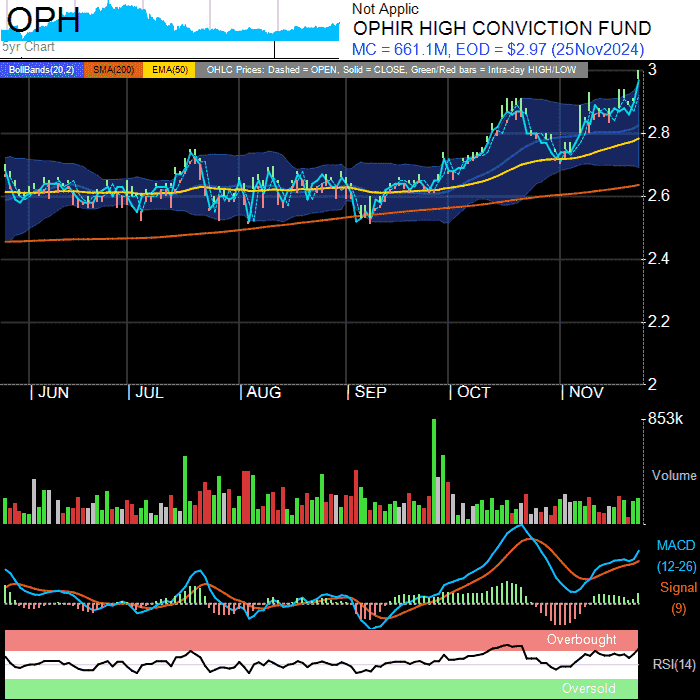 OPH
5yr Chart
Not Applic
OPHIR HIGH CONVICTION FUND
MC = 661.1M, EOD = $2.97 (25Nov2024)
BollBands(20,2) SMA(200) EMA(50) OHLC Prices: Dashed = OPEN, Solid = CLOSE, Green/Red bars = Intra-day HIGH/LOW
3
2.8
2.6
2.4
2.2
2
JUN JUL AUG SEP OCT NOV
853k
Volume
MACD
(12-26)
Signal
(9)
Overbought
RSI(14)
Oversold